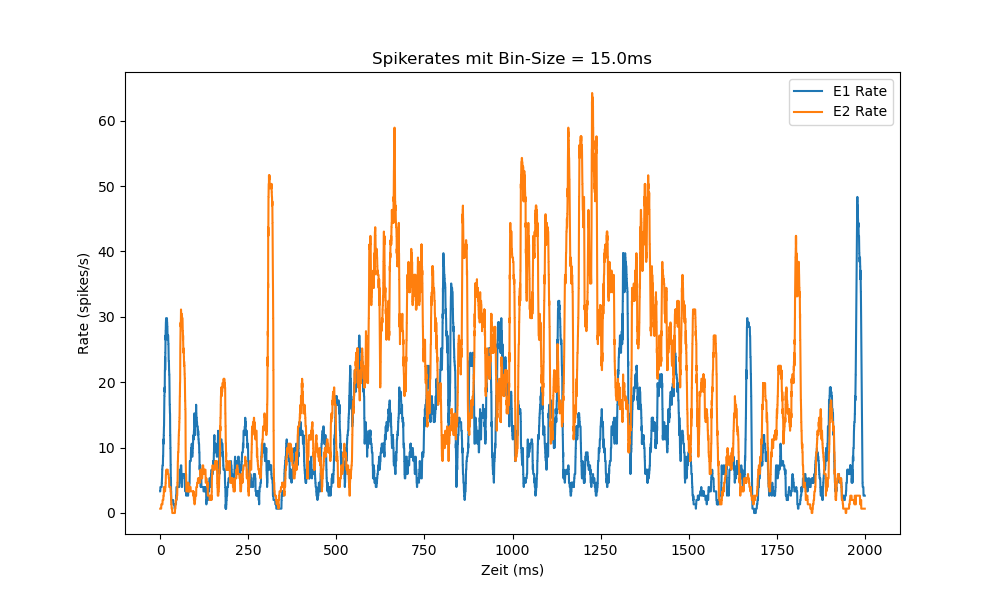 Spikerates mit Bin-Size = 15.0ms
E1 Rate
E2 Rate
Rate (spikes/s)
60
50
40
30
20
10
0
0 250 500 750 1000 1250 1500 1750 2000
Zeit (ms)